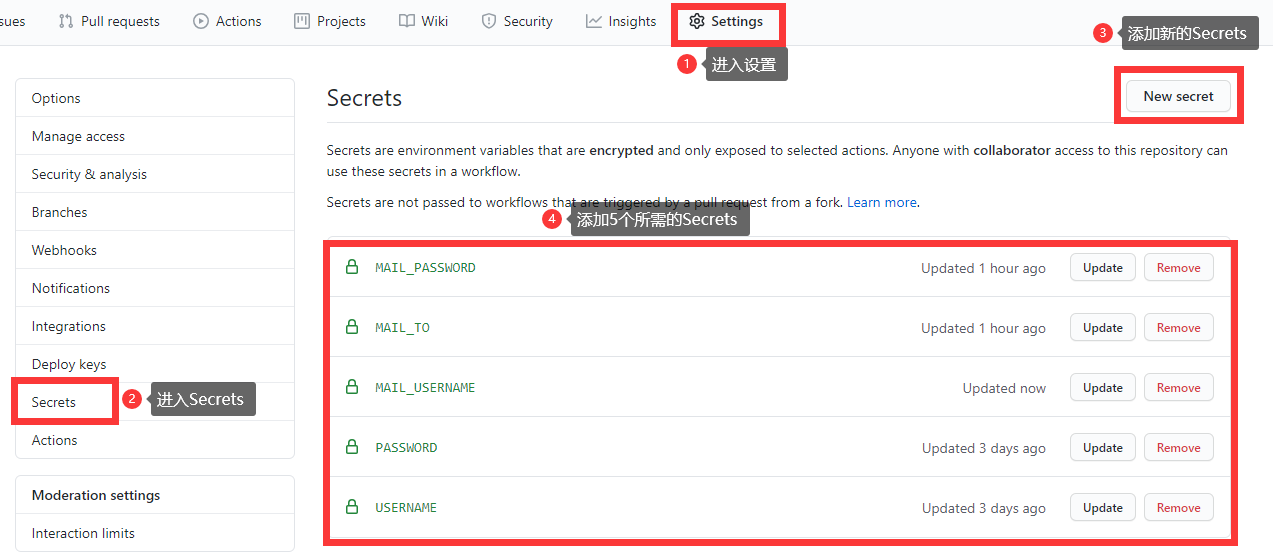 sues
Pull requests
Actions
Projects
Wiki
Security
Insights
Settings
3 添加新的Secrets
1 进入设置
Options
Manage access
Security & analysis
Branches
Webhooks
Notifications
Integrations
Deploy keys
Secrets
2 进入Secrets
Actions
Moderation settings
Interaction limits
Secrets
New secret
Secrets are environment variables that are encrypted and only exposed to selected actions. Anyone with collaborator access to this repository can
use these secrets in a workflow.
Secrets are not passed to workflows that are triggered by a pull request from a fork. Learn more.
4 添加5个所需的Secrets
MAIL_PASSWORD Updated 1 hour ago Update Remove
MAIL_TO Updated 1 hour ago Update Remove
MAIL_USERNAME Updated now Update Remove
PASSWORD Updated 3 days ago Update Remove
USERNAME Updated 3 days ago Update Remove